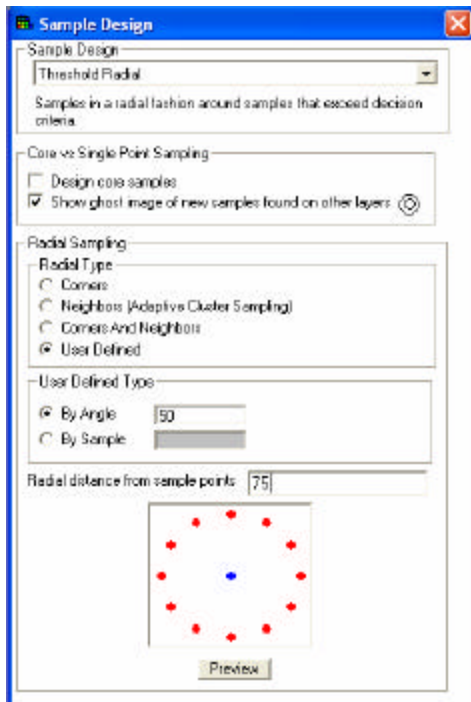 Sample Design
Sample Design
Threshold Radial
Samples in a radial fashion around samples that exceed decision
criteria.
Core vs Single Point Sampling
Design core samples
Show ghost image of new samples found on other layers
Radial Sampling
Radial Type
Corners
Neighbors (Adaptive Cluster Sampling)
Corners And Neighbors
User Defined
User Defined Type
By Angle 50
By Sample
Radial distance from sample points 75
Preview